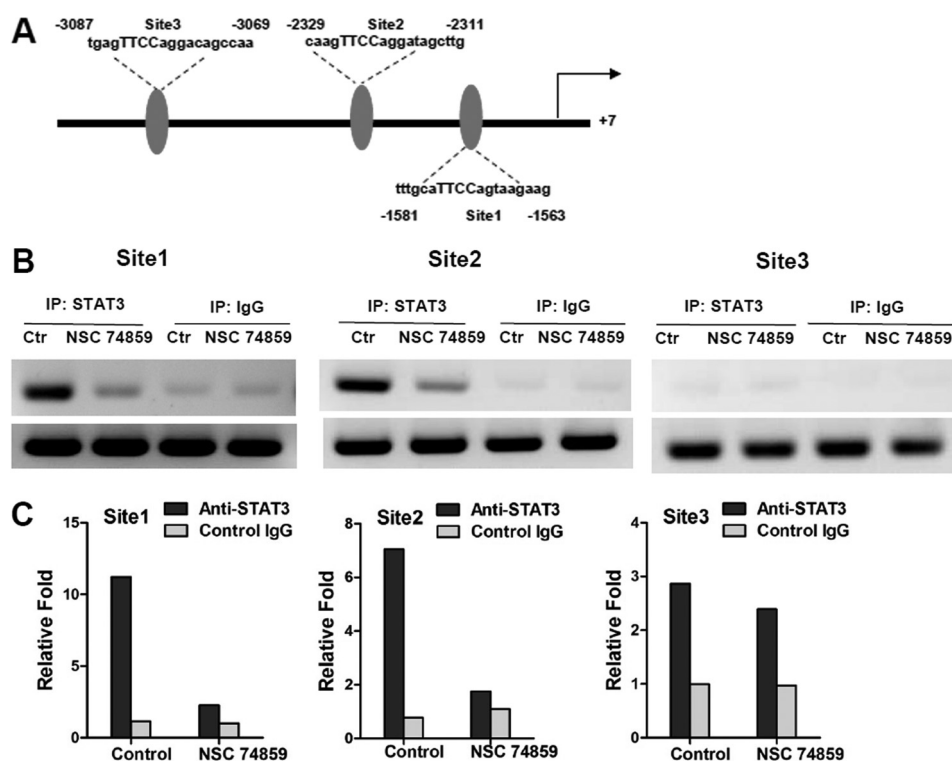 A
-3087 Site3 -3069 -2329 Site2 -2311
tgagTTCCaggacagccaa caagTTCCaggatagcttg
+7
tttgcaTTCCagtaagaag
-1581 Site1 -1563
B Site1 Site2 Site3
IP: STAT3 IP: IgG IP: STAT3 IP: IgG IP: STAT3 IP: IgG
Ctr NSC 74859 Ctr NSC 74859 Ctr NSC 74859 Ctr NSC 74859 Ctr NSC 74859 Ctr NSC 74859
C
Site1
Anti-STAT3
Control IgG
Relative Fold
15
10
5
0
Control NSC 74859
Site2
Anti-STAT3
Control IgG
Relative Fold
8
6
4
2
0
Control NSC 74859
Site3
Anti-STAT3
Control IgG
Relative Fold
4
3
2
1
0
Control NSC 74859